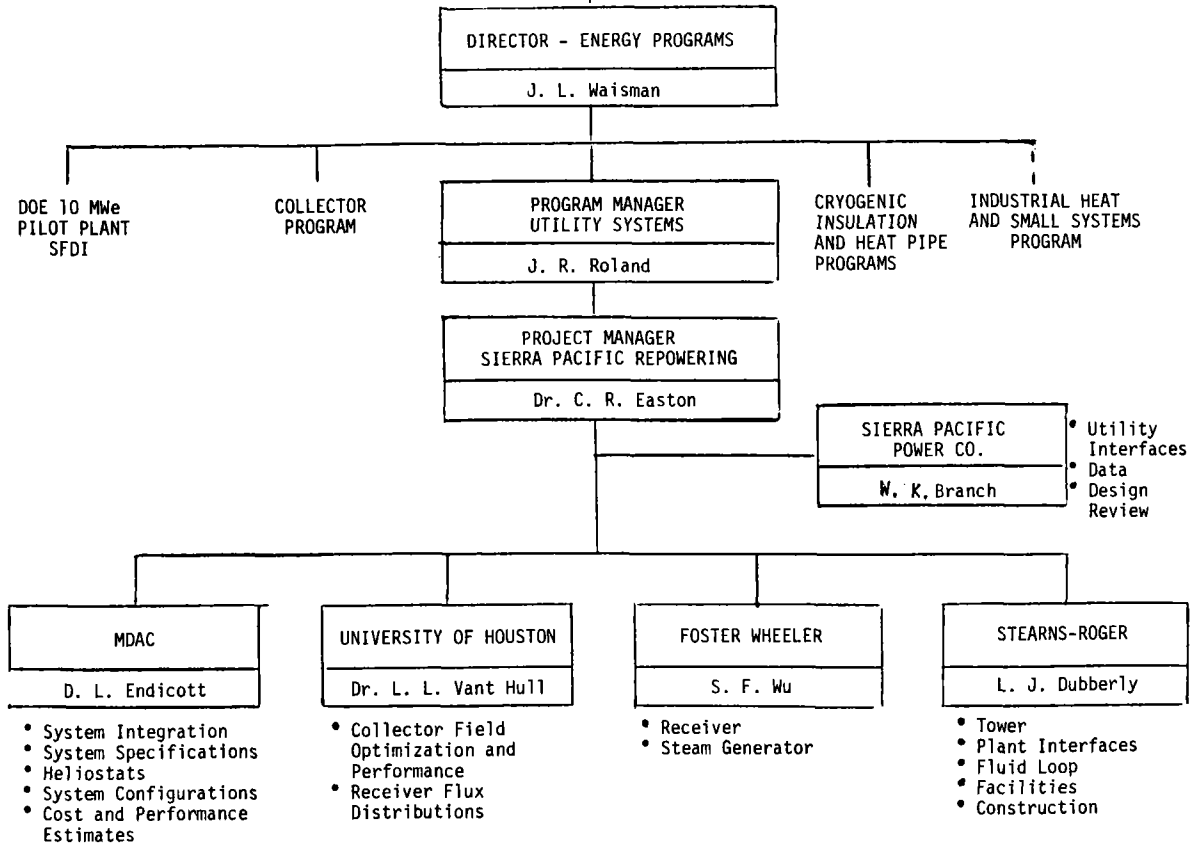 DIRECTOR - ENERGY PROGRAMS
J. L. Waisman
DOE 10 MWe
PILOT PLANT
SFDI
COLLECTOR
PROGRAM
PROGRAM MANAGER
UTILITY SYSTEMS
J. R. Roland
CRYOGENIC
INSULATION
AND HEAT PIPE
PROGRAMS
INDUSTRIAL HEAT
AND SMALL SYSTEMS
PROGRAM
PROJECT MANAGER
SIERRA PACIFIC REPOWERING
Dr. C. R. Easton
SIERRA PACIFIC
POWER CO.
W. K. Branch
• Utility
Interfaces
• Data
• Design
Review
MDAC
D. L. Endicott
• System Integration
• System Specifications
• Heliostats
• System Configurations
• Cost and Performance
Estimates
UNIVERSITY OF HOUSTON
Dr. L. L. Vant Hull
• Collector Field
Optimization and
Performance
• Receiver Flux
Distributions
FOSTER WHEELER
S. F. Wu
• Receiver
• Steam Generator
STEARNS-ROGER
L. J. Dubberly
• Tower
• Plant Interfaces
• Fluid Loop
• Facilities
• Construction